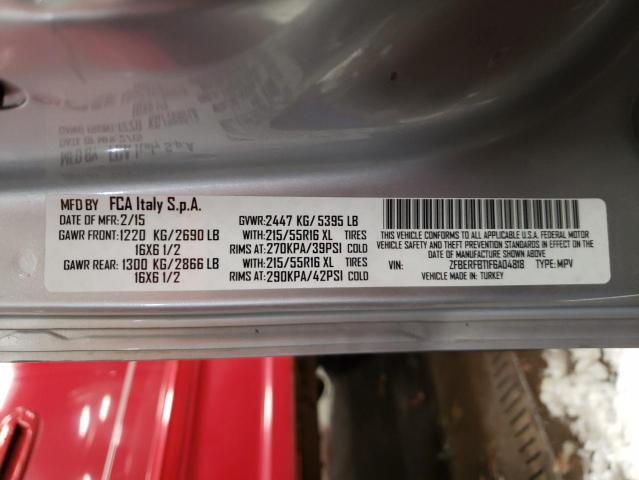 MFD BY FCA Italy S.p.A.
DATE OF MFR: 2/15
GAWR FRONT: 1220 KG/ 2690 LB
16X6 1/2
GAWR REAR: 1300 KG/ 2866 LB
16X6 1/2
GVWR: 2447 KG/ 5395 LB
WITH: 215/55R16 XL TIRES
RIMS AT: 270KPA/39PSI COLD
WITH: 215/55R16 XL TIRES
RIMS AT: 290KPA/42PSI COLD
THIS VEHICLE CONFORMS TO ALL APPLICABLE U.S.A. FEDERAL MOTOR
VEHICLE SAFETY AND THEFT PREVENTION STANDARDS IN EFFECT ON THE
DATE OF MANUFACTURE SHOWN ABOVE
VIN: ZFBERFBT1F6A04818 TYPE: MPV
VEHICLE MADE IN: TURKEY